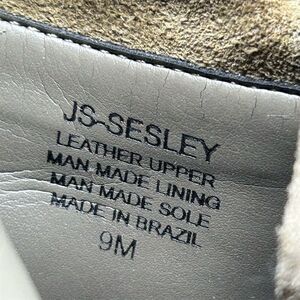 JS-SESLEY
LEATHER UPPER
MAN MADE LINING
MAN MADE SOLE
MADE IN BRAZIL
9M